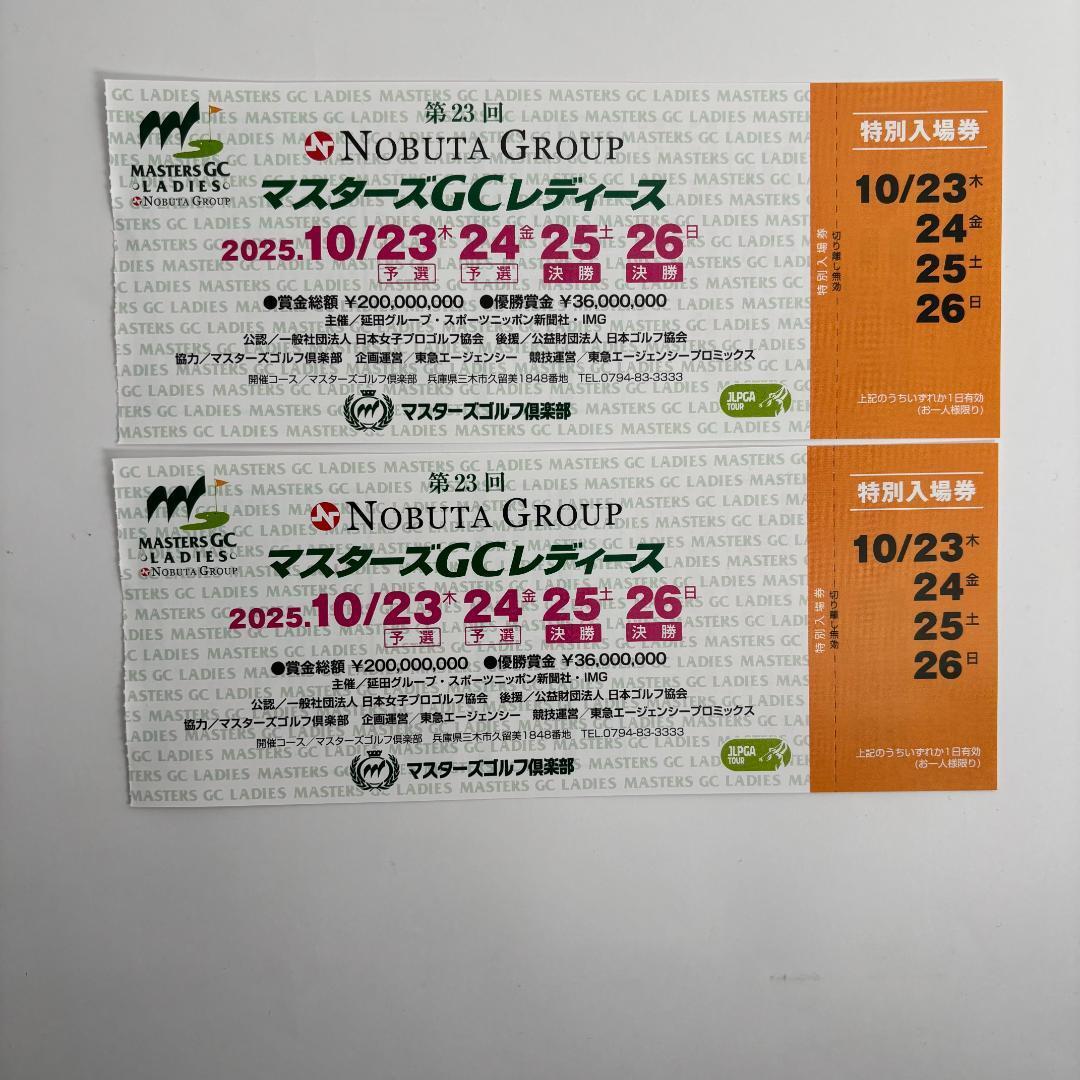 MASTERS GC
LADIES
NOBUTA GROUP
第23回
NOBUTA GROUP
マスターズGCレディース
2025.10/23木 24金 25土 26日
予選 予選 決勝 決勝
●賞金総額 ¥200,000,000 ●優勝賞金 ¥36,000,000
主催／延田グループ・スポーツニッポン新聞社・IMG
公認／一般社団法人 日本女子プロゴルフ協会 後援／公益財団法人 日本ゴルフ協会
協力／マスターズゴルフ倶楽部 企画運営／東急エージェンシー 競技運営／東急エージェンシープロミックス
開催コース／マスターズゴルフ倶楽部 兵庫県三木市久留美1848番地 TEL.0794-83-3333
マスターズゴルフ倶楽部
JLPGA
TOUR
特別入場券
切り離し無効
特別入場券
10/23木
24金
25土
26日
上記のうちいずれか1日有効
(お一人様限り)
MASTERS GC
LADIES
NOBUTA GROUP
第23回
NOBUTA GROUP
マスターズGCレディース
2025.10/23木 24金 25土 26日
予選 予選 決勝 決勝
●賞金総額 ¥200,000,000 ●優勝賞金 ¥36,000,000
主催／延田グループ・スポーツニッポン新聞社・IMG
公認／一般社団法人 日本女子プロゴルフ協会 後援／公益財団法人 日本ゴルフ協会
協力／マスターズゴルフ倶楽部 企画運営／東急エージェンシー 競技運営／東急エージェンシープロミックス
開催コース／マスターズゴルフ倶楽部 兵庫県三木市久留美1848番地 TEL.0794-83-3333
マスターズゴルフ倶楽部
JLPGA
TOUR
特別入場券
切り離し無効
特別入場券
10/23木
24金
25土
26日
上記のうちいずれか1日有効
(お一人様限り)